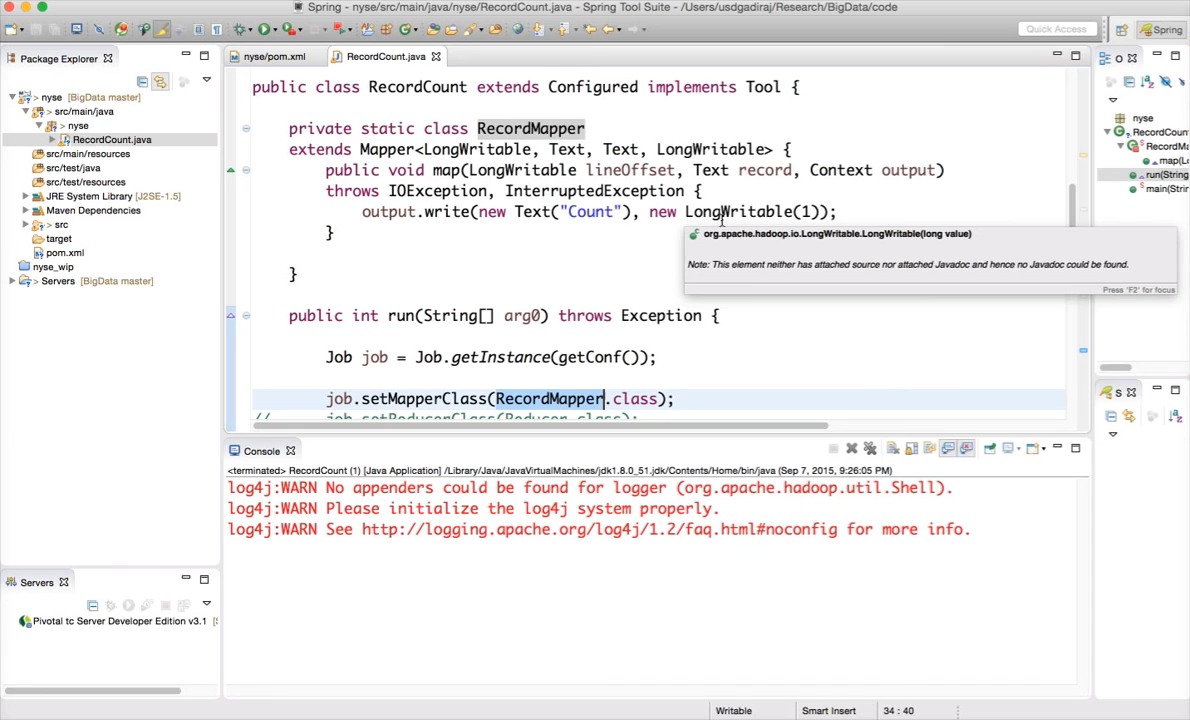 Spring - nyse/src/main/java/nyse/RecordCount.java - Spring Tool Suite - /Users/usdgadiraj/Research/BigData/code
Quick Access
Spring
Package Explorer
nyse [BigData master]
src/main/java
nyse
RecordCount.java
src/main/resources
src/test/java
src/test/resources
JRE System Library [J2SE-1.5]
Maven Dependencies
src
target
pom.xml
nyse_wip
Servers
nyse/pom.xml
RecordCount.java
public class RecordCount extends Configured implements Tool {
private static class RecordMapper
extends Mapper<LongWritable, Text, Text, LongWritable> {
public void map(LongWritable lineOffset, Text record, Context output)
throws IOException, InterruptedException {
output.write(new Text("Count"), new LongWritable(1));
}
org.apache.hadoop.io.LongWritable.LongWritable(long value)
Note: This element neither has attached source nor attached Javadoc and hence no Javadoc could be found.
Press 'F2' for focus
}
public int run(String[] arg0) throws Exception {
Job job = Job.getInstance(getConf());
job.setMapperClass(RecordMapper.class);
// job.setReducerClass(Reducer.class);
O
nyse
RecordCount
RecordMa
map(L
run(String
main(Strin
S
Console
<terminated> RecordCount (1) [Java Application] /Library/Java/JavaVirtualMachines/jdk1.8.0_51.jdk/Contents/Home/bin/java (Sep 7, 2015, 9:26:05 PM)
log4j:WARN No appenders could be found for logger (org.apache.hadoop.util.Shell).
log4j:WARN Please initialize the log4j system properly.
log4j:WARN See http://logging.apache.org/log4j/1.2/faq.html#noconfig for more info.
Servers
Pivotal tc Server Developer Edition v3.1 [S
Writable
Smart Insert
34 : 40